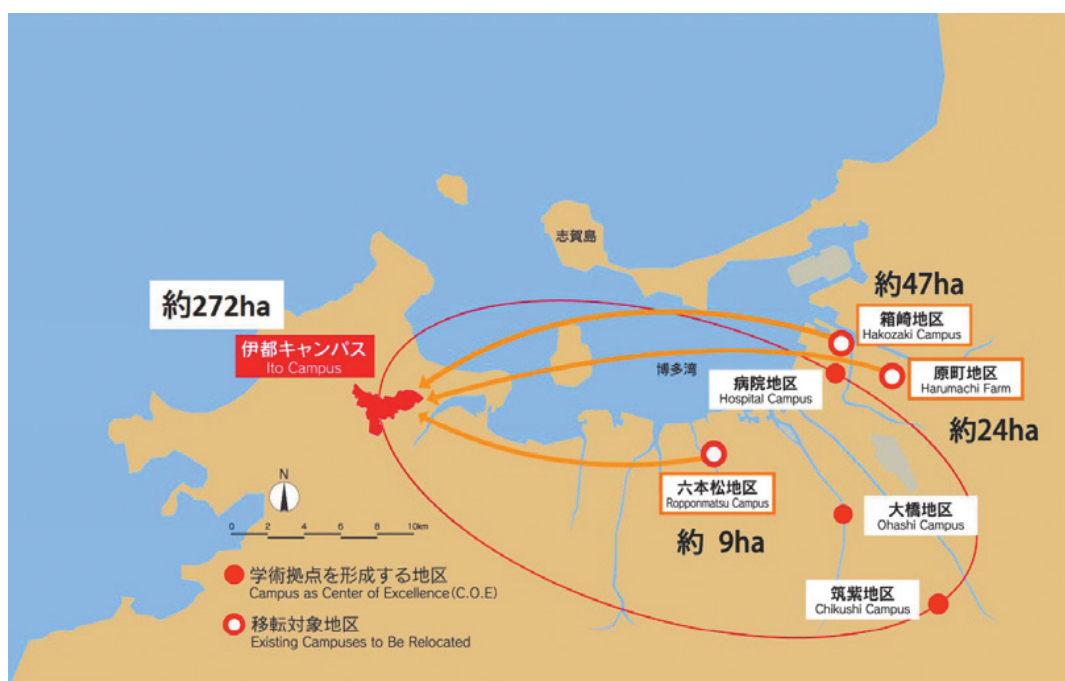 志賀島
約272ha
伊都キャンパス
Ito Campus
約47ha
箱崎地区
Hakozaki Campus
博多湾
病院地区
Hospital Campus
原町地区
Harumachi Farm
約24ha
六本松地区
Ropponmatsu Campus
約 9ha
大橋地区
Ohashi Campus
筑紫地区
Chikushi Campus
N
0 2 4 6 8 10km
学術拠点を形成する地区
Campus as Center of Excellence(C.O.E)
移転対象地区
Existing Campuses to Be Relocated